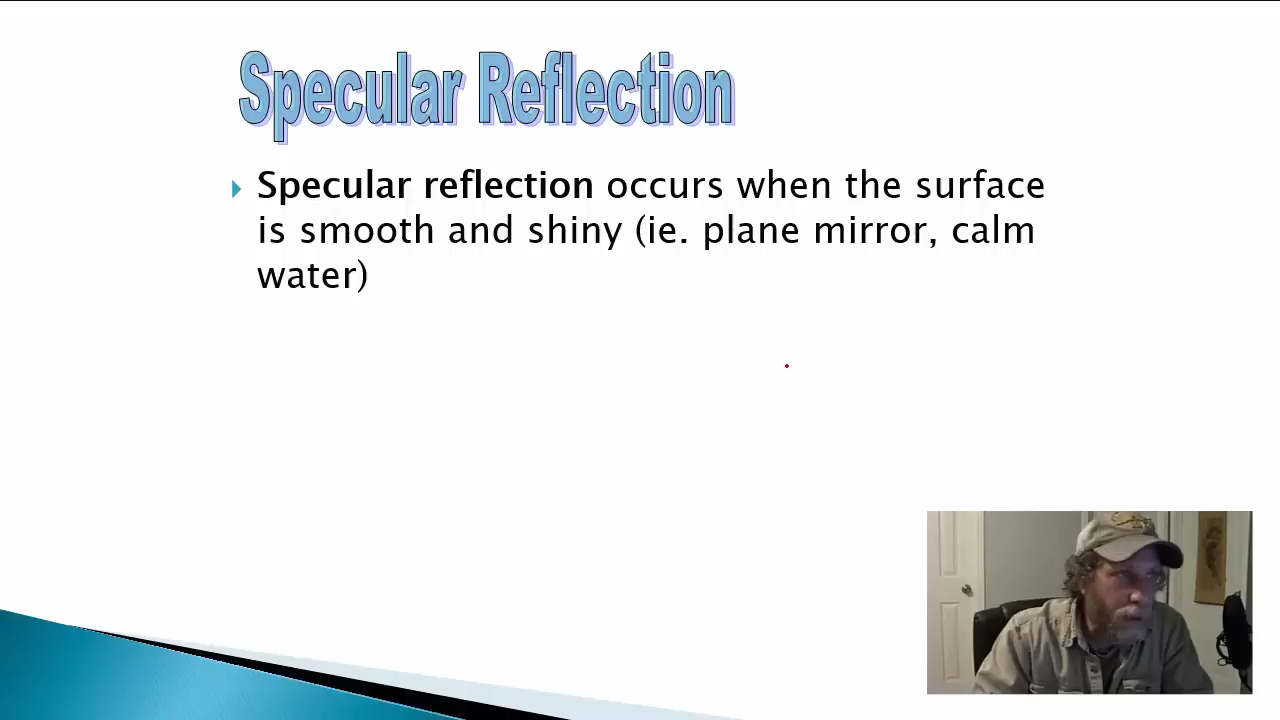 Specular Reflection
Specular reflection occurs when the surface
is smooth and shiny (ie. plane mirror, calm
water)